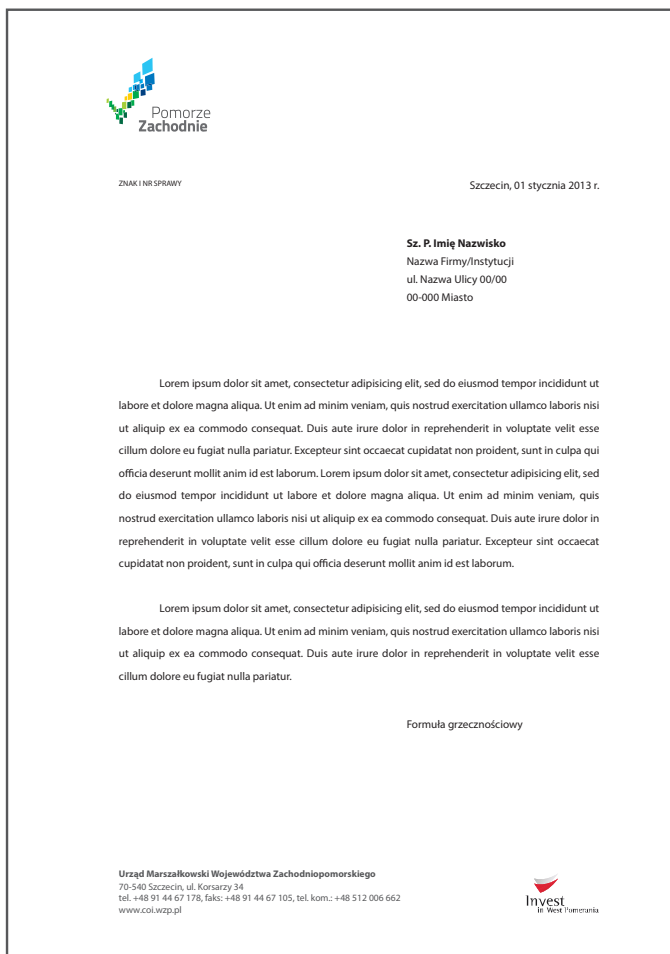 Pomorze
Zachodnie
ZNAK I NR SPRAWY
Szczecin, 01 stycznia 2013 r.
Sz. P. Imię Nazwisko
Nazwa Firmy/Instytucji
ul. Nazwa Ulicy 00/00
00-000 Miasto
Lorem ipsum dolor sit amet, consectetur adipisicing elit, sed do eiusmod tempor incididunt ut
labore et dolore magna aliqua. Ut enim ad minim veniam, quis nostrud exercitation ullamco laboris nisi
ut aliquip ex ea commodo consequat. Duis aute irure dolor in reprehenderit in voluptate velit esse
cillum dolore eu fugiat nulla pariatur. Excepteur sint occaecat cupidatat non proident, sunt in culpa qui
officia deserunt mollit anim id est laborum. Lorem ipsum dolor sit amet, consectetur adipisicing elit, sed
do eiusmod tempor incididunt ut labore et dolore magna aliqua. Ut enim ad minim veniam, quis
nostrud exercitation ullamco laboris nisi ut aliquip ex ea commodo consequat. Duis aute irure dolor in
reprehenderit in voluptate velit esse cillum dolore eu fugiat nulla pariatur. Excepteur sint occaecat
cupidatat non proident, sunt in culpa qui officia deserunt mollit anim id est laborum.
Lorem ipsum dolor sit amet, consectetur adipisicing elit, sed do eiusmod tempor incididunt ut
labore et dolore magna aliqua. Ut enim ad minim veniam, quis nostrud exercitation ullamco laboris nisi
ut aliquip ex ea commodo consequat. Duis aute irure dolor in reprehenderit in voluptate velit esse
cillum dolore eu fugiat nulla pariatur.
Formuła grzecznościowy
Urząd Marszałkowski Województwa Zachodniopomorskiego
70-540 Szczecin, ul. Korsarzy 34
tel. +48 91 44 67 178, faks: +48 91 44 67 105, tel. kom.: +48 512 006 662
www.coi.wzp.pl
Invest
in West Pomerania